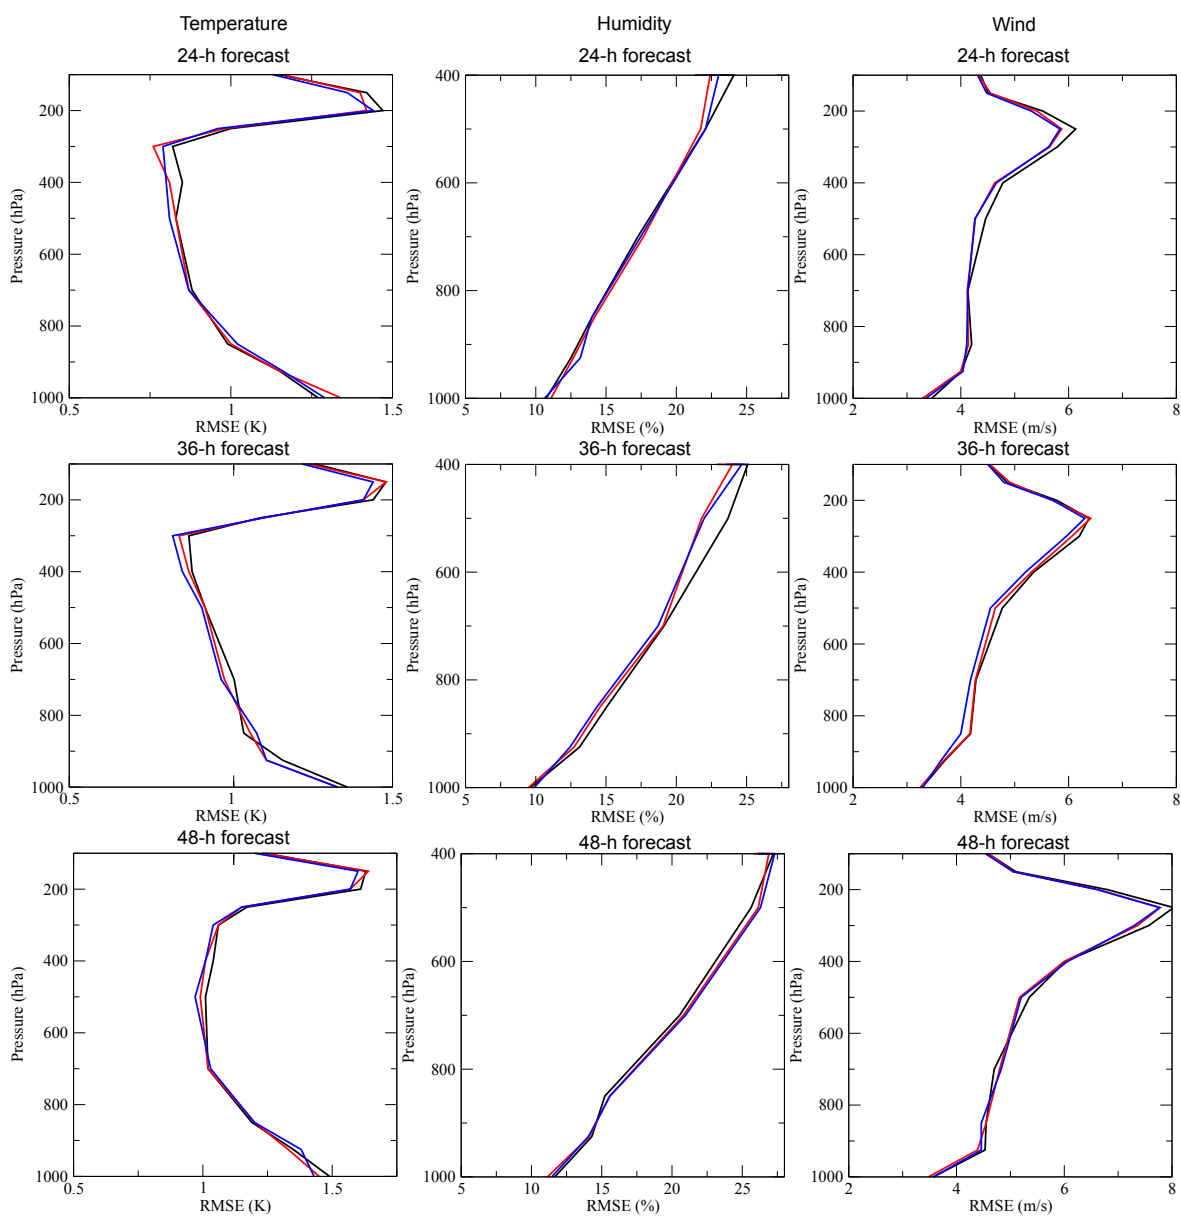 Temperature
Humidity
Wind
24-h forecast
24-h forecast
24-h forecast
200
400
600
800
1000
Pressure (hPa)
0.5
1
1.5
RMSE (K)
400
600
800
1000
Pressure (hPa)
5
10
15
20
25
RMSE (%)
200
400
600
800
1000
Pressure (hPa)
2
4
6
8
RMSE (m/s)
36-h forecast
36-h forecast
36-h forecast
200
400
600
800
1000
Pressure (hPa)
0.5
1
1.5
RMSE (K)
400
600
800
1000
Pressure (hPa)
5
10
15
20
25
RMSE (%)
200
400
600
800
1000
Pressure (hPa)
2
4
6
8
RMSE (m/s)
48-h forecast
48-h forecast
48-h forecast
200
400
600
800
1000
Pressure (hPa)
0.5
1
1.5
RMSE (K)
400
600
800
1000
Pressure (hPa)
5
10
15
20
25
RMSE (%)
200
400
600
800
1000
Pressure (hPa)
2
4
6
8
RMSE (m/s)